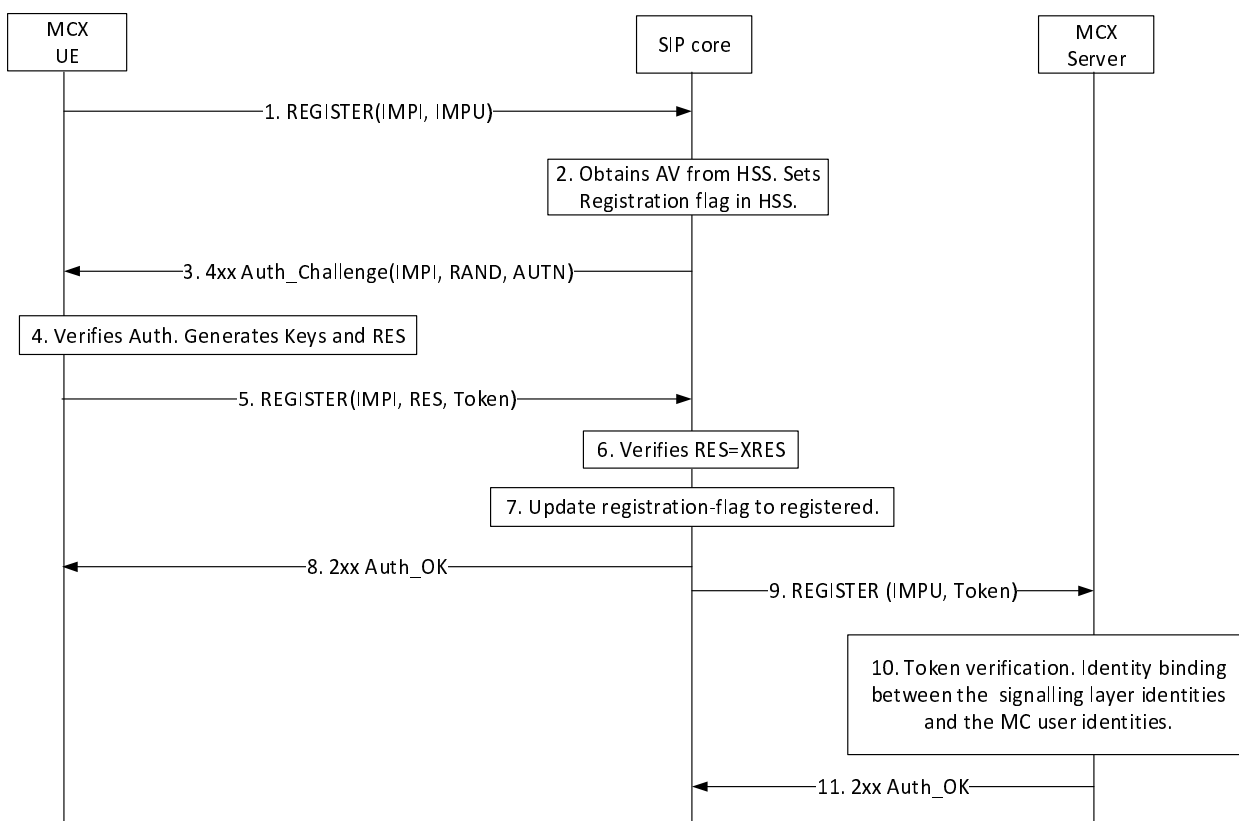 MCX
UE
SIP core
MCX
Server
1. REGISTER(IMPI, IMPU)
2. Obtains AV from HSS. Sets
Registration flag in HSS.
3. 4xx Auth_Challenge(IMPI, RAND, AUTN)
4. Verifies Auth. Generates Keys and RES
5. REGISTER(IMPI, RES, Token)
6. Verifies RES=XRES
7. Update registration-flag to registered.
8. 2xx Auth_OK
9. REGISTER (IMPU, Token)
10. Token verification. Identity binding
between the signalling layer identities
and the MC user identities.
11. 2xx Auth_OK